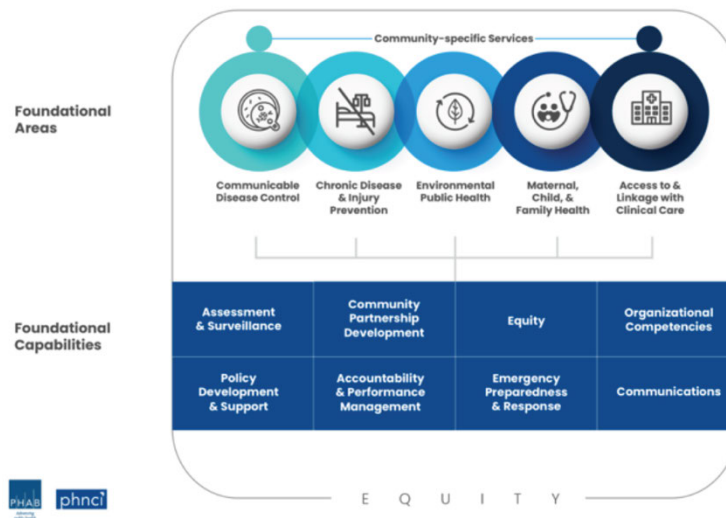 Community-specific Services
Foundational
Areas
Communicable
Disease Control
Chronic Disease
& Injury
Prevention
Environmental
Public Health
Maternal,
Child, &
Family Health
Access to &
Linkage with
Clinical Care
Foundational
Capabilities
Assessment
& Surveillance
Community
Partnership
Development
Equity
Organizational
Competencies
Policy
Development
& Support
Accountability
& Performance
Management
Emergency
Preparedness
& Response
Communications
PHAB
phnci
EQUITY